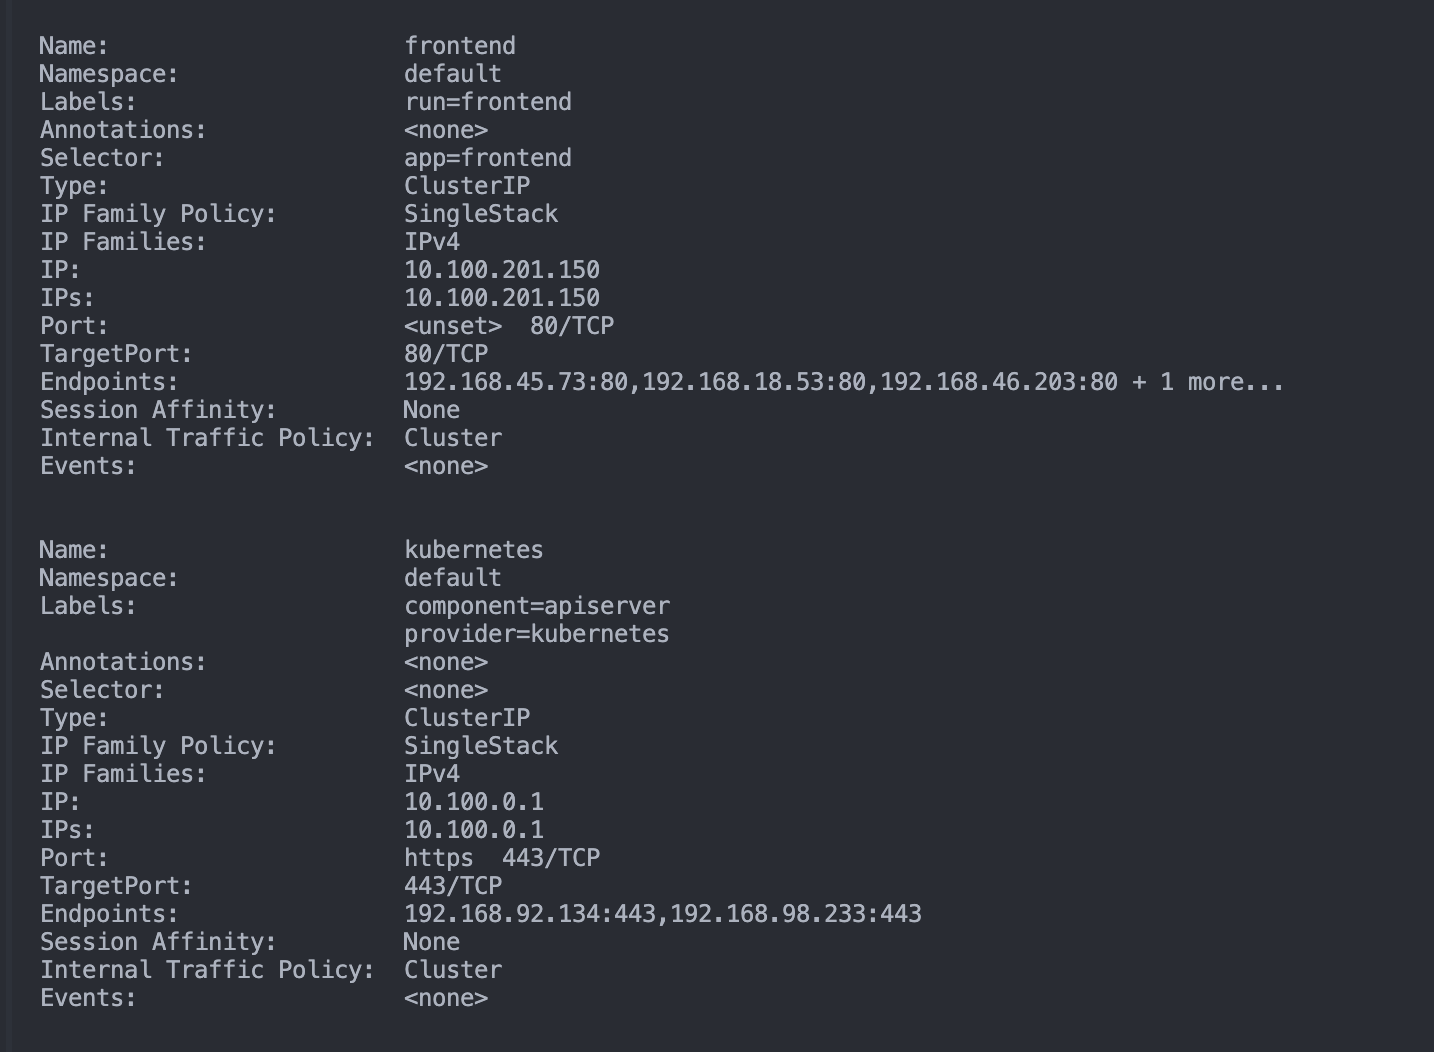 Name:                     frontend
Namespace:                default
Labels:                   run=frontend
Annotations:              <none>
Selector:                 app=frontend
Type:                     ClusterIP
IP Family Policy:         SingleStack
IP Families:              IPv4
IP:                       10.100.201.150
IPs:                      10.100.201.150
Port:                     <unset>  80/TCP
TargetPort:               80/TCP
Endpoints:                192.168.45.73:80,192.168.18.53:80,192.168.46.203:80 + 1 more...
Session Affinity:         None
Internal Traffic Policy:  Cluster
Events:                   <none>

Name:                     kubernetes
Namespace:                default
Labels:                   component=apiserver
                          provider=kubernetes
Annotations:              <none>
Selector:                 <none>
Type:                     ClusterIP
IP Family Policy:         SingleStack
IP Families:              IPv4
IP:                       10.100.0.1
IPs:                      10.100.0.1
Port:                     https  443/TCP
TargetPort:               443/TCP
Endpoints:                192.168.92.134:443,192.168.98.233:443
Session Affinity:         None
Internal Traffic Policy:  Cluster
Events:                   <none>